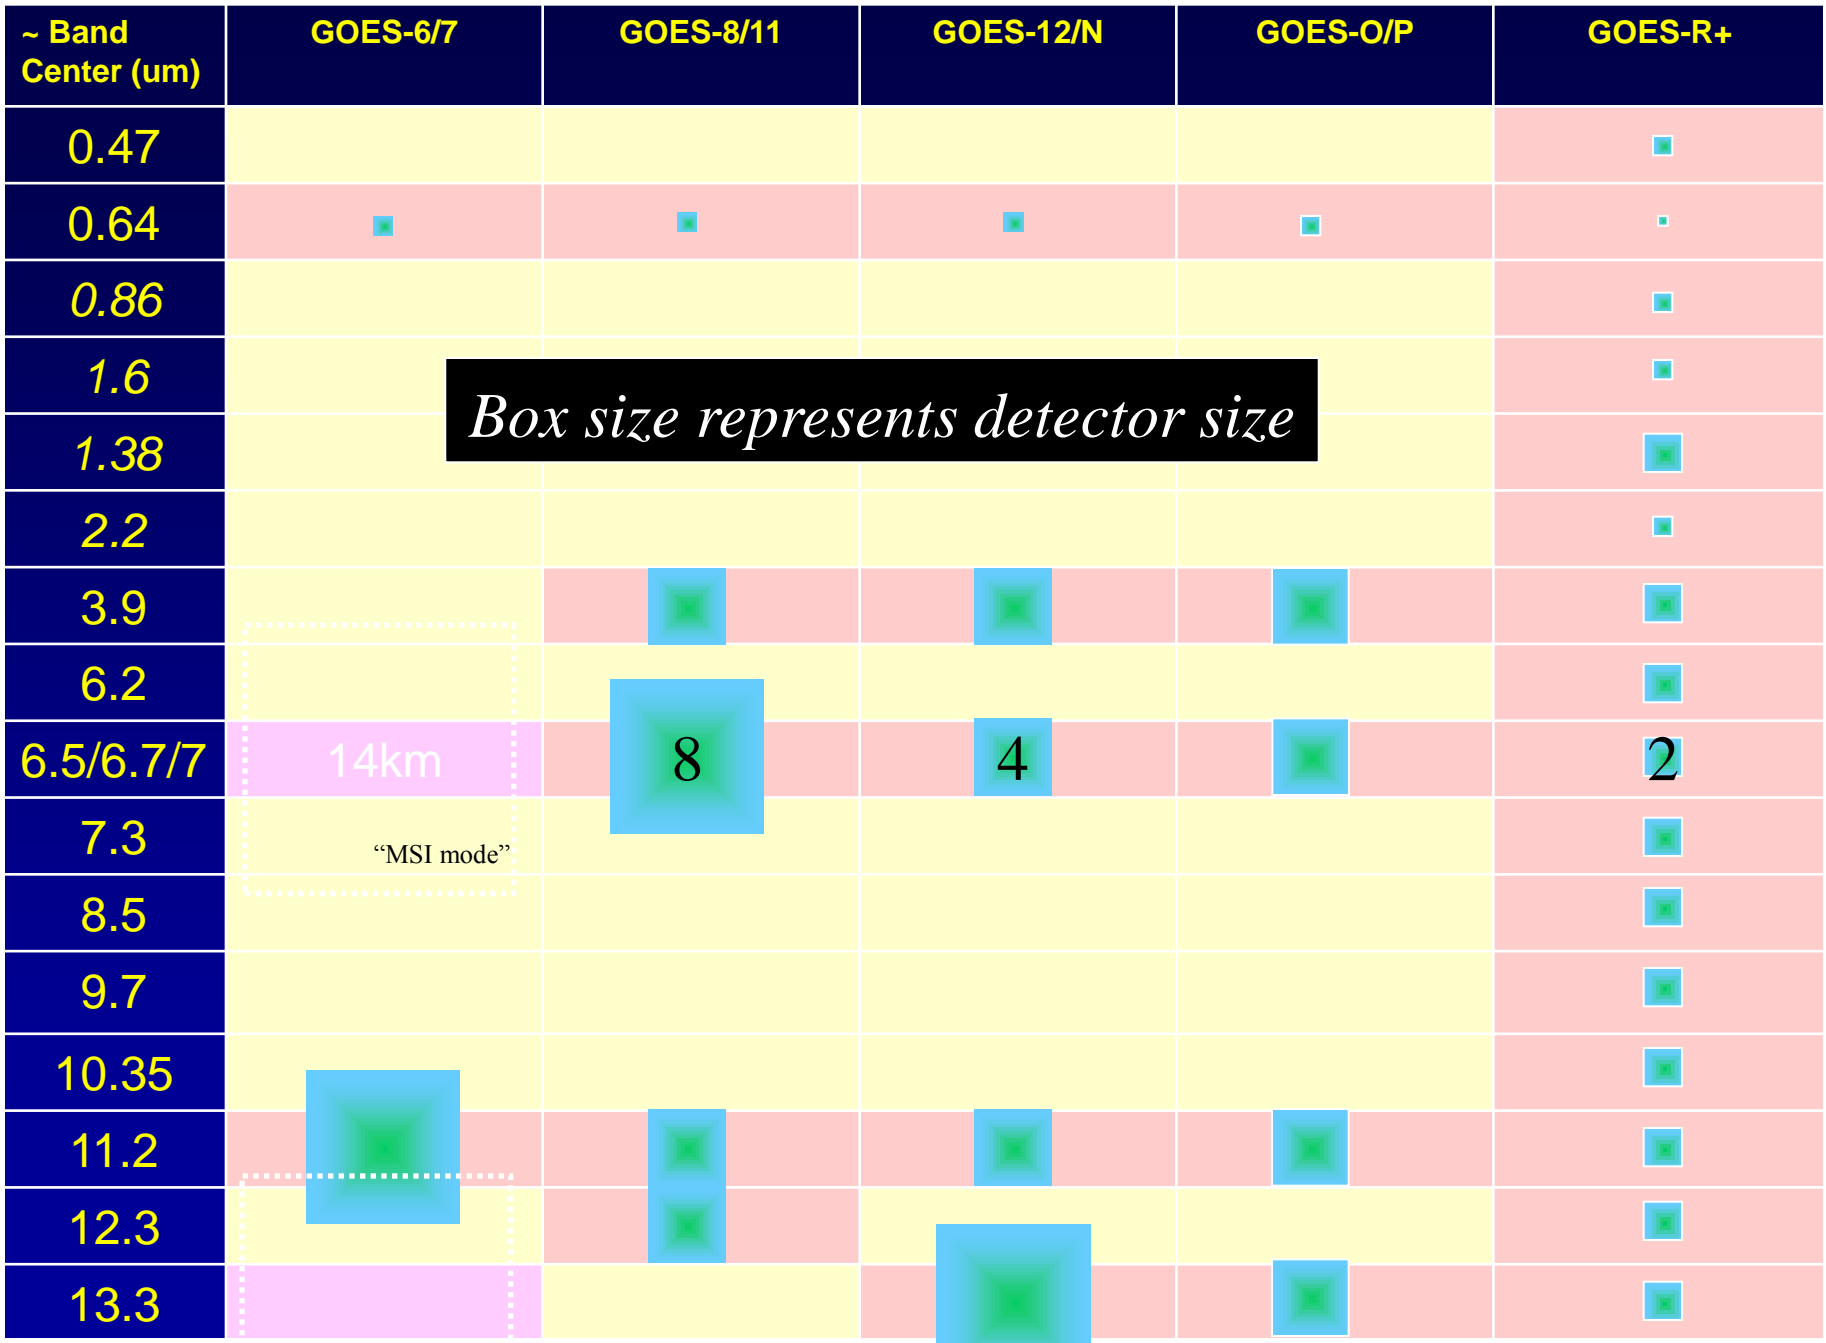 ~ Band
Center (um)
GOES-6/7
GOES-8/11
GOES-12/N
GOES-O/P
GOES-R+
0.47
0.64
0.86
1.6
Box size represents detector size
1.38
2.2
3.9
6.2
6.5/6.7/7
14km
8
4
2
7.3
“MSI mode”
8.5
9.7
10.35
11.2
12.3
13.3